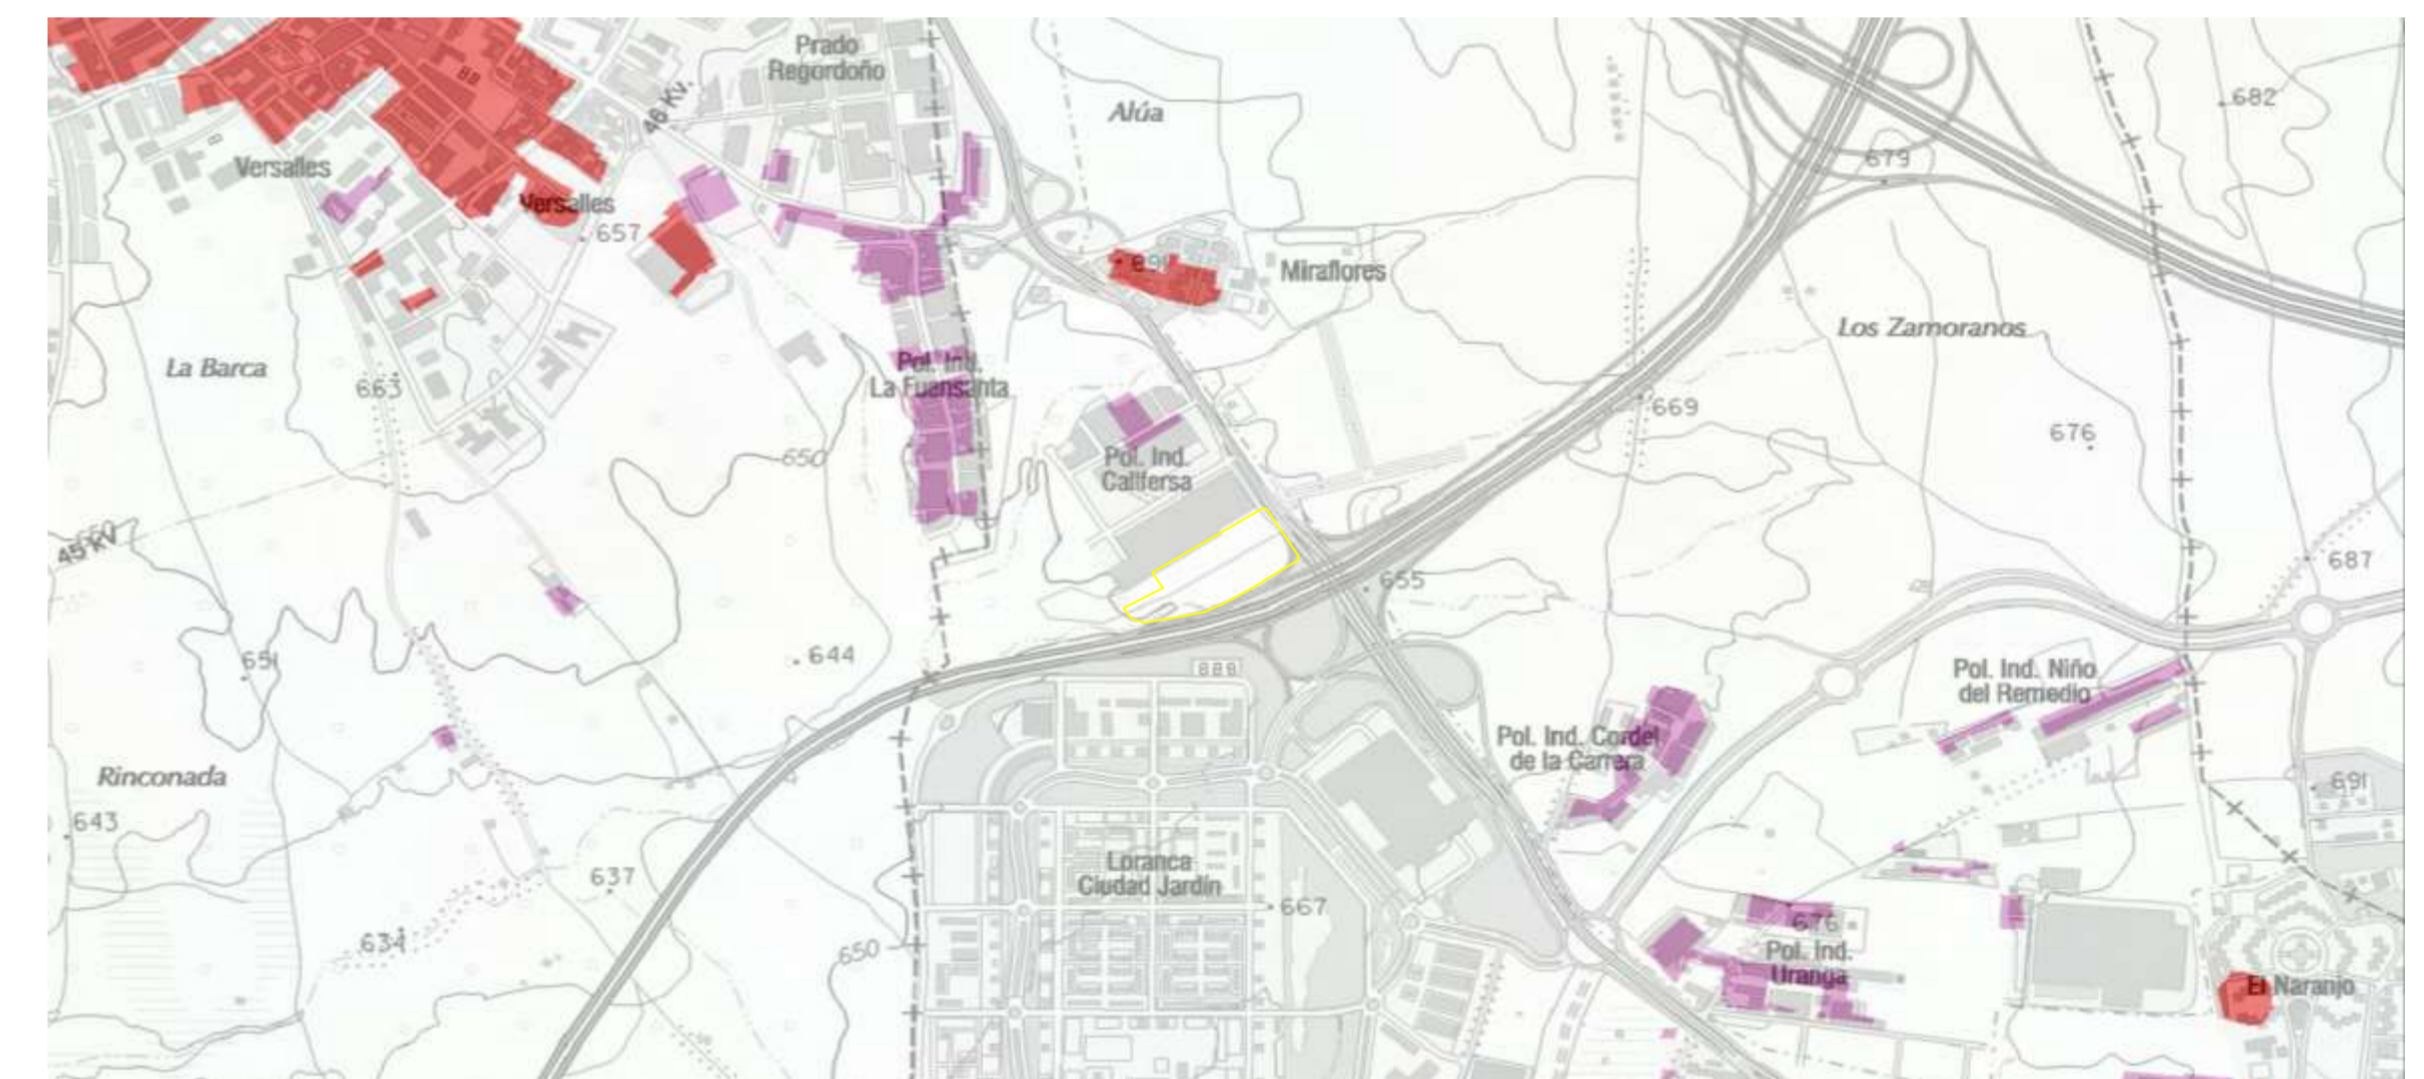 Prado
Regordoño
Alúa
682
46 Kv.
679
Versalles
Versalles
657
691
Miraflores
Los Zamoranos
La Barca
663
Pol. Ind.
La Fuensanta
669
676
650
Pol. Ind.
Califersa
45 kV
650
655
687
651
644
888
Pol. Ind. Niño
del Remedio
Pol. Ind. Cordel
de la Carrera
Rinconada
643
691
637
Loranca
Ciudad Jardín
667
634
650
676
Pol. Ind.
Uranga
El Naranjo